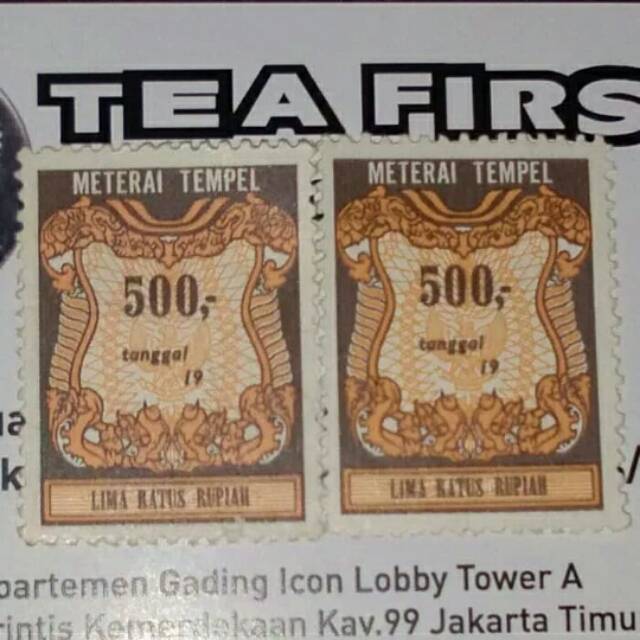 TEA FIRS
METERAI TEMPEL
500,-
tanggal
19
LIMA RATUS RUPIAH
METERAI TEMPEL
500,-
tanggal
19
LIMA RATUS RUPIAH
partemen Gading Icon Lobby Tower A
rintis Kemerdekaan Kav.99 Jakarta Timu